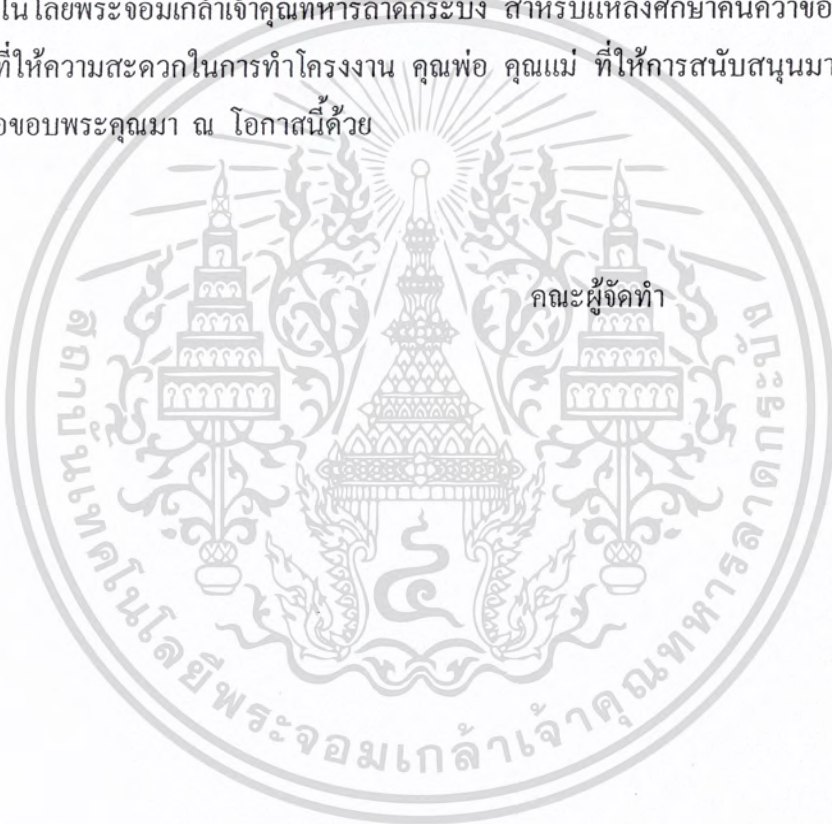 โนโลยีพระจอมเกล้าเจ้าคุณทหารลาดกระบัง สำหรับแหล่งศึกษาค้นคว้าขอ
ที่ให้ความสะดวกในการทำโครงงาน คุณพ่อ คุณแม่ ที่ให้การสนับสนุนมา
อขอบพระคุณมา ณ โอกาสนี้ด้วย
คณะผู้จัดทำ
สถาบันเทคโนโลยีพระจอมเกล้าเจ้าคุณทหารลาดกระบัง
๔